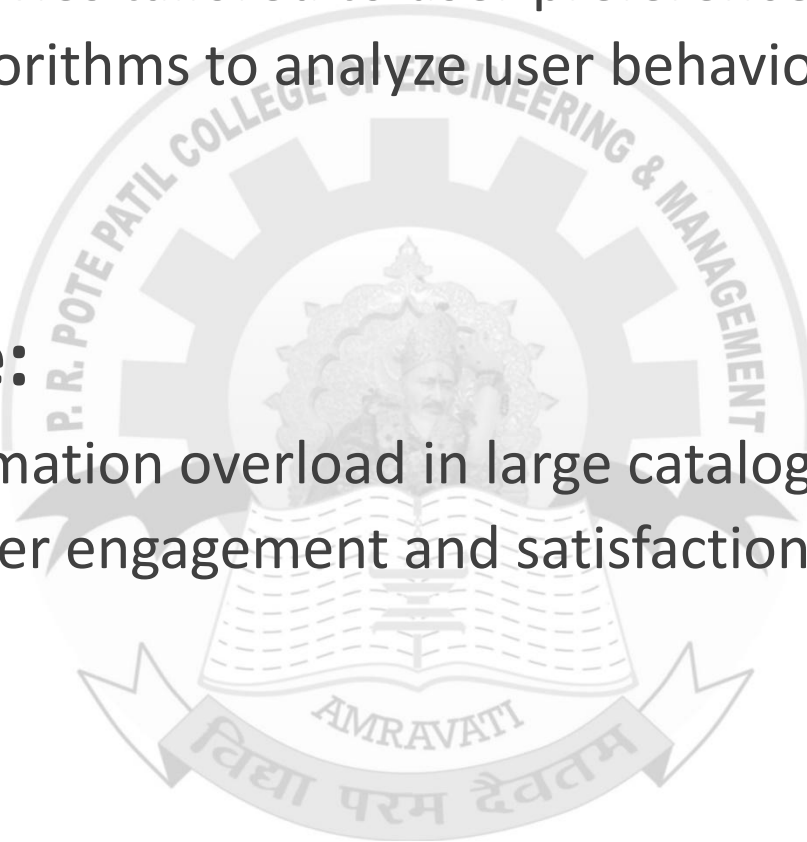 orithms to analyze user behavio
P. R. POTE PATIL COLLEGE OF ENGINEERING & MANAGEMENT
e:
mation overload in large catalog
er engagement and satisfaction
AMRAVATI
विद्या परम दैवतम